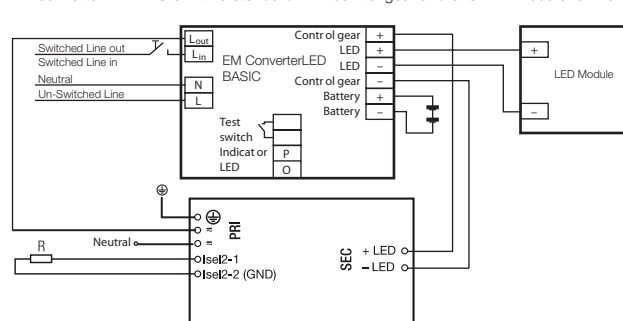 Switched Line out
Switched Line in
Neutral
Un-Switched Line
Lout
Lin
N
L
EM ConverterLED
BASIC
Test
switch
Indicator
LED
P
O
Control gear +
LED +
LED –
Control gear –
Battery +
Battery –
+
–
LED Module
R
Neutral
PRI
≈
≈
Isel2-1
Isel2-2 (GND)
SEC
+ LED
– LED